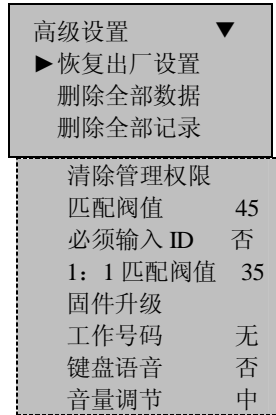 高级设置 ▼
▶恢复出厂设置
删除全部数据
删除全部记录
清除管理权限
匹配阀值 45
必须输入 ID 否
1：1 匹配阀值 35
固件升级
工作号码 无
键盘语音 否
音量调节 中